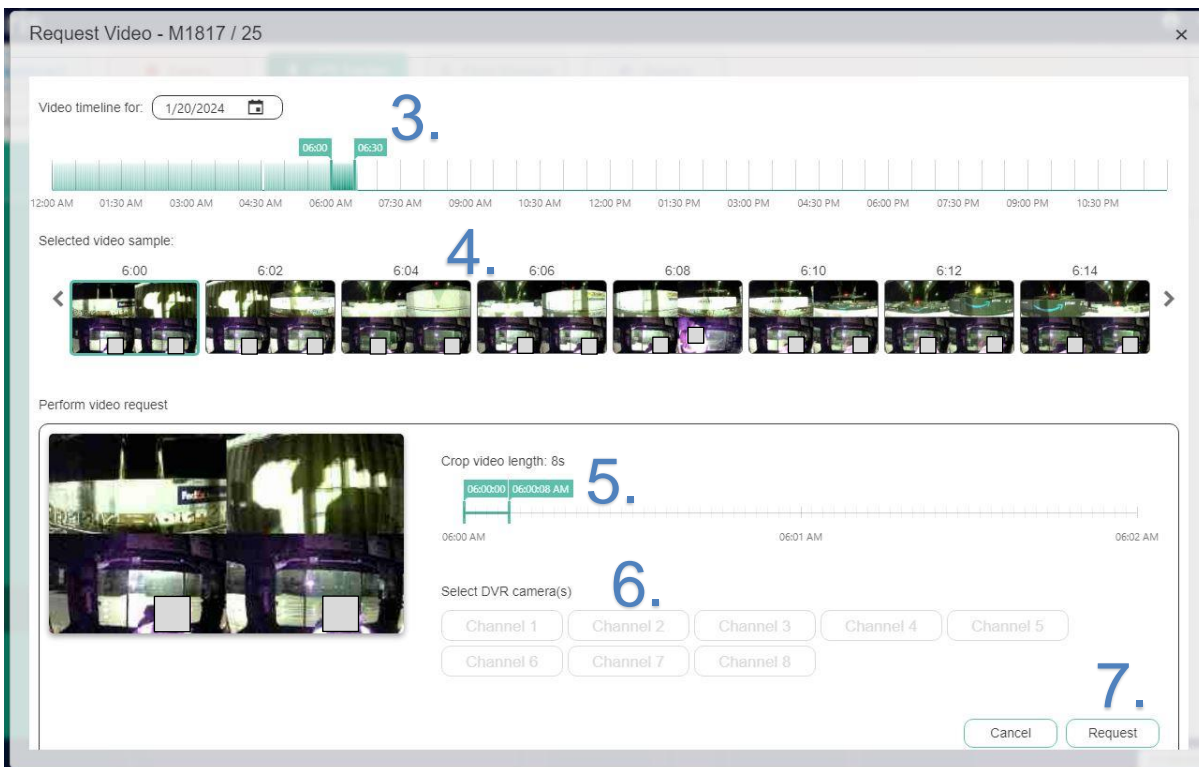 Request Video - M1817 / 25
Video timeline for: 1/20/2024
3.
06:00 06:30
12:00 AM 01:30 AM 03:00 AM 04:30 AM 06:00 AM 07:30 AM 09:00 AM 10:30 AM 12:00 PM 01:30 PM 03:00 PM 04:30 PM 06:00 PM 07:30 PM 09:00 PM 10:30 PM
Selected video sample:
4.
6:00 6:02 6:04 6:06 6:08 6:10 6:12 6:14
Perform video request
FedEx
Crop video length: 8s
5.
06:00:00 06:00:08 AM
06:00 AM 06:01 AM 06:02 AM
6.
Select DVR camera(s)
Channel 1 Channel 2 Channel 3 Channel 4 Channel 5
Channel 6 Channel 7 Channel 8
7.
Cancel Request